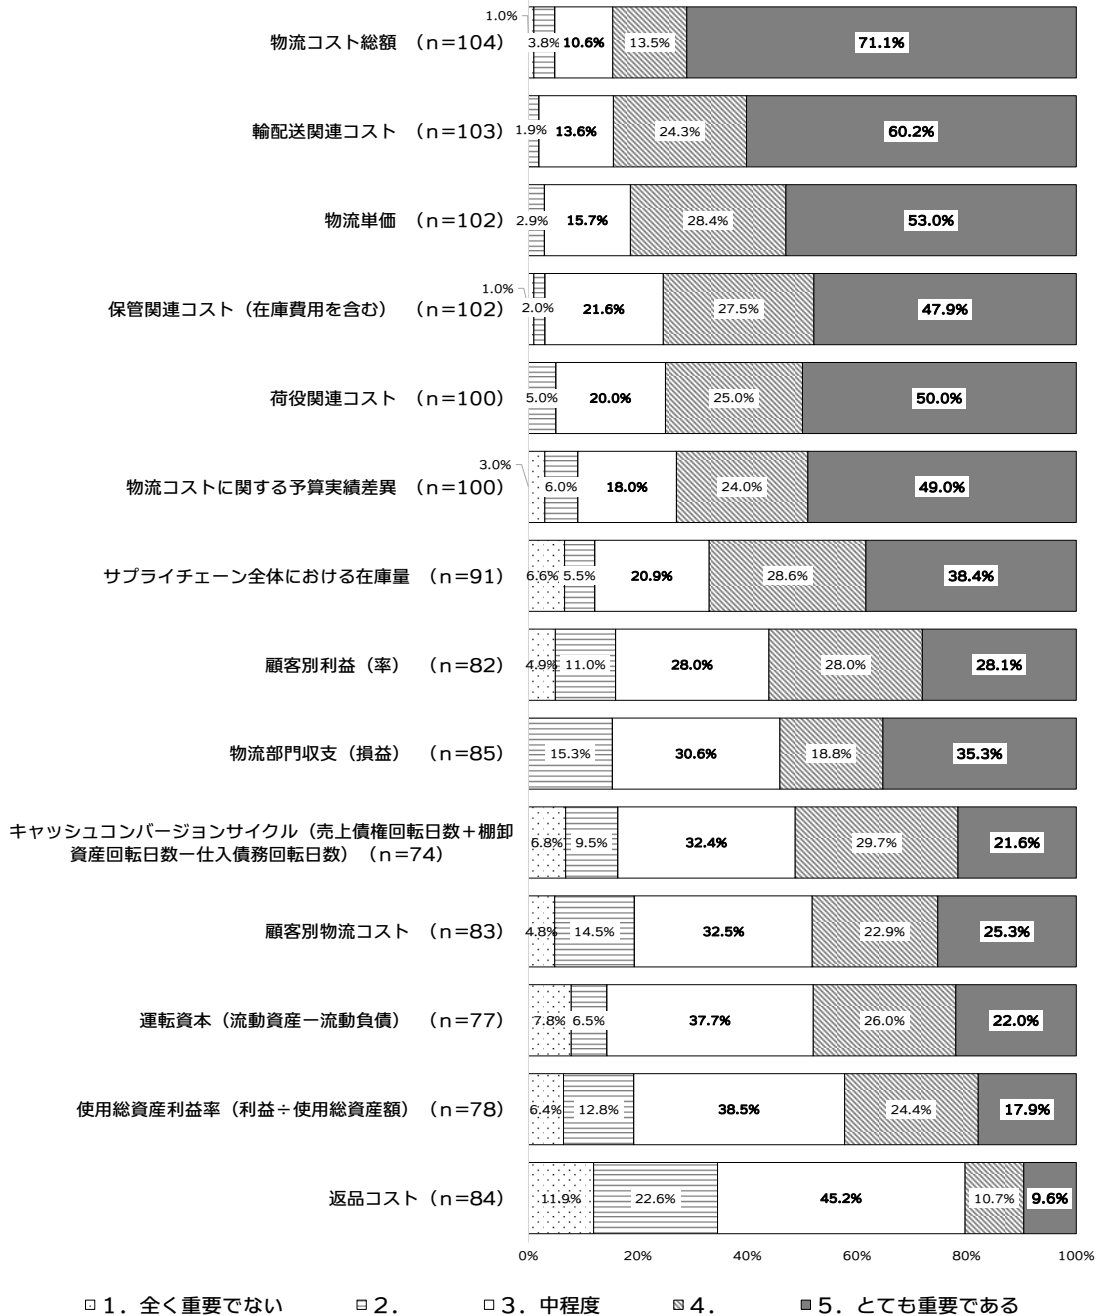 1.0%
物流コスト総額 （n=104） 3.8% 10.6% 13.5% 71.1%
輸配送関連コスト （n=103） 1.9% 13.6% 24.3% 60.2%
物流単価 （n=102） 2.9% 15.7% 28.4% 53.0%
1.0%
保管関連コスト（在庫費用を含む） （n=102） 2.0% 21.6% 27.5% 47.9%
荷役関連コスト （n=100） 5.0% 20.0% 25.0% 50.0%
3.0%
物流コストに関する予算実績差異 （n=100） 6.0% 18.0% 24.0% 49.0%
サプライチェーン全体における在庫量 （n=91） 6.6% 5.5% 20.9% 28.6% 38.4%
顧客別利益（率） （n=82） 4.9% 11.0% 28.0% 28.0% 28.1%
物流部門収支（損益） （n=85） 15.3% 30.6% 18.8% 35.3%
キャッシュコンバージョンサイクル（売上債権回転日数＋棚卸
資産回転日数ー仕入債務回転日数）（n=74） 6.8% 9.5% 32.4% 29.7% 21.6%
顧客別物流コスト （n=83） 4.8% 14.5% 32.5% 22.9% 25.3%
運転資本（流動資産ー流動負債） （n=77） 7.8% 6.5% 37.7% 26.0% 22.0%
使用総資産利益率（利益÷使用総資産額）（n=78） 6.4% 12.8% 38.5% 24.4% 17.9%
返品コスト（n=84） 11.9% 22.6% 45.2% 10.7% 9.6%
0% 20% 40% 60% 80% 100%
１．全く重要でない ２． ３．中程度 ４． ５．とても重要である